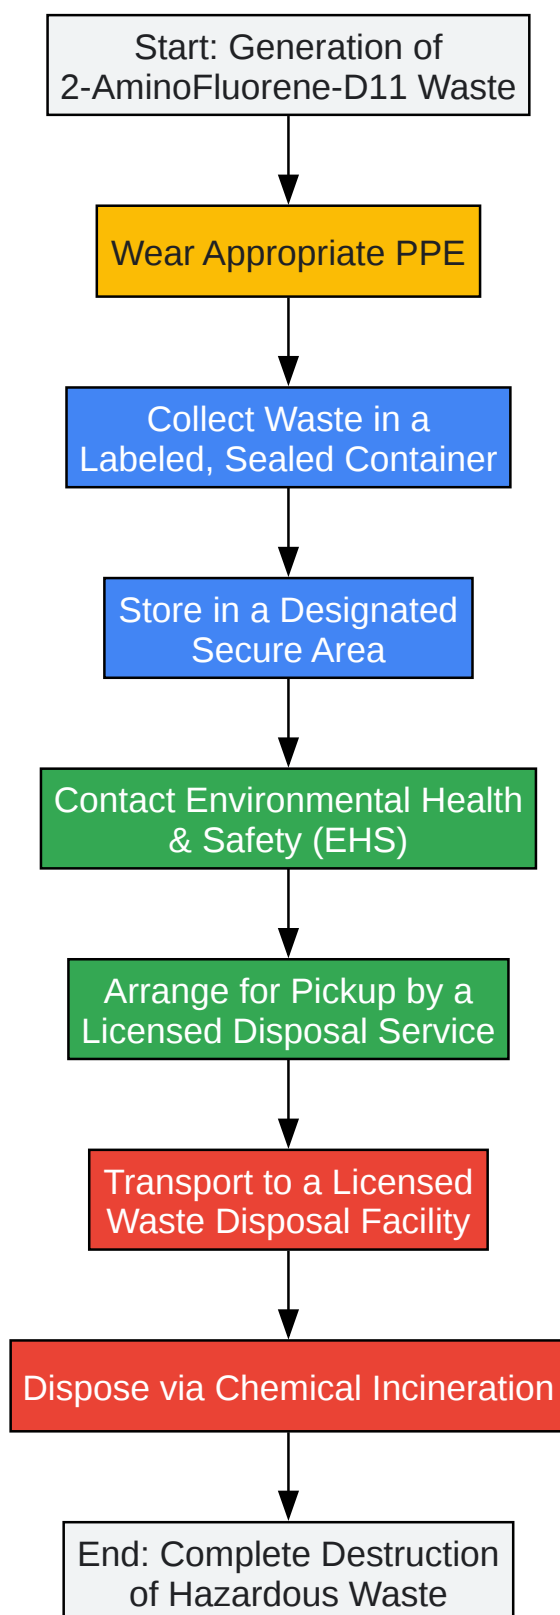 Start: Generation of
2-AminoFluorene-D11 Waste
Wear Appropriate PPE
Collect Waste in a
Labeled, Sealed Container
Store in a Designated
Secure Area
Contact Environmental Health
& Safety (EHS)
Arrange for Pickup by a
Licensed Disposal Service
Transport to a Licensed
Waste Disposal Facility
Dispose via Chemical Incineration
End: Complete Destruction
of Hazardous Waste